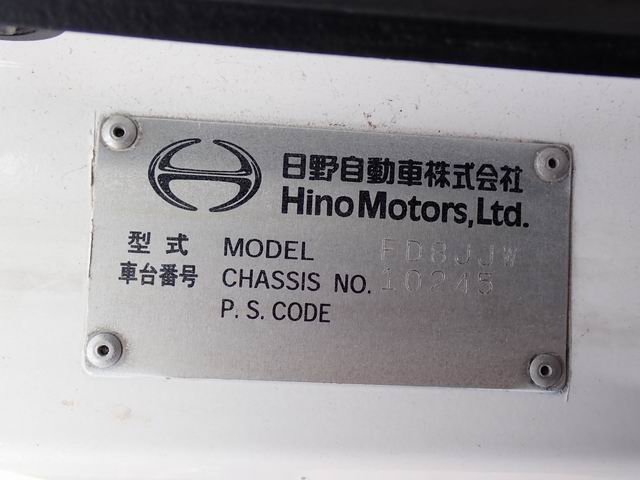 日野自動車株式会社
Hino Motors, Ltd.
型式 MODEL FD8JJW
車台番号 CHASSIS NO. 10245
P. S. CODE